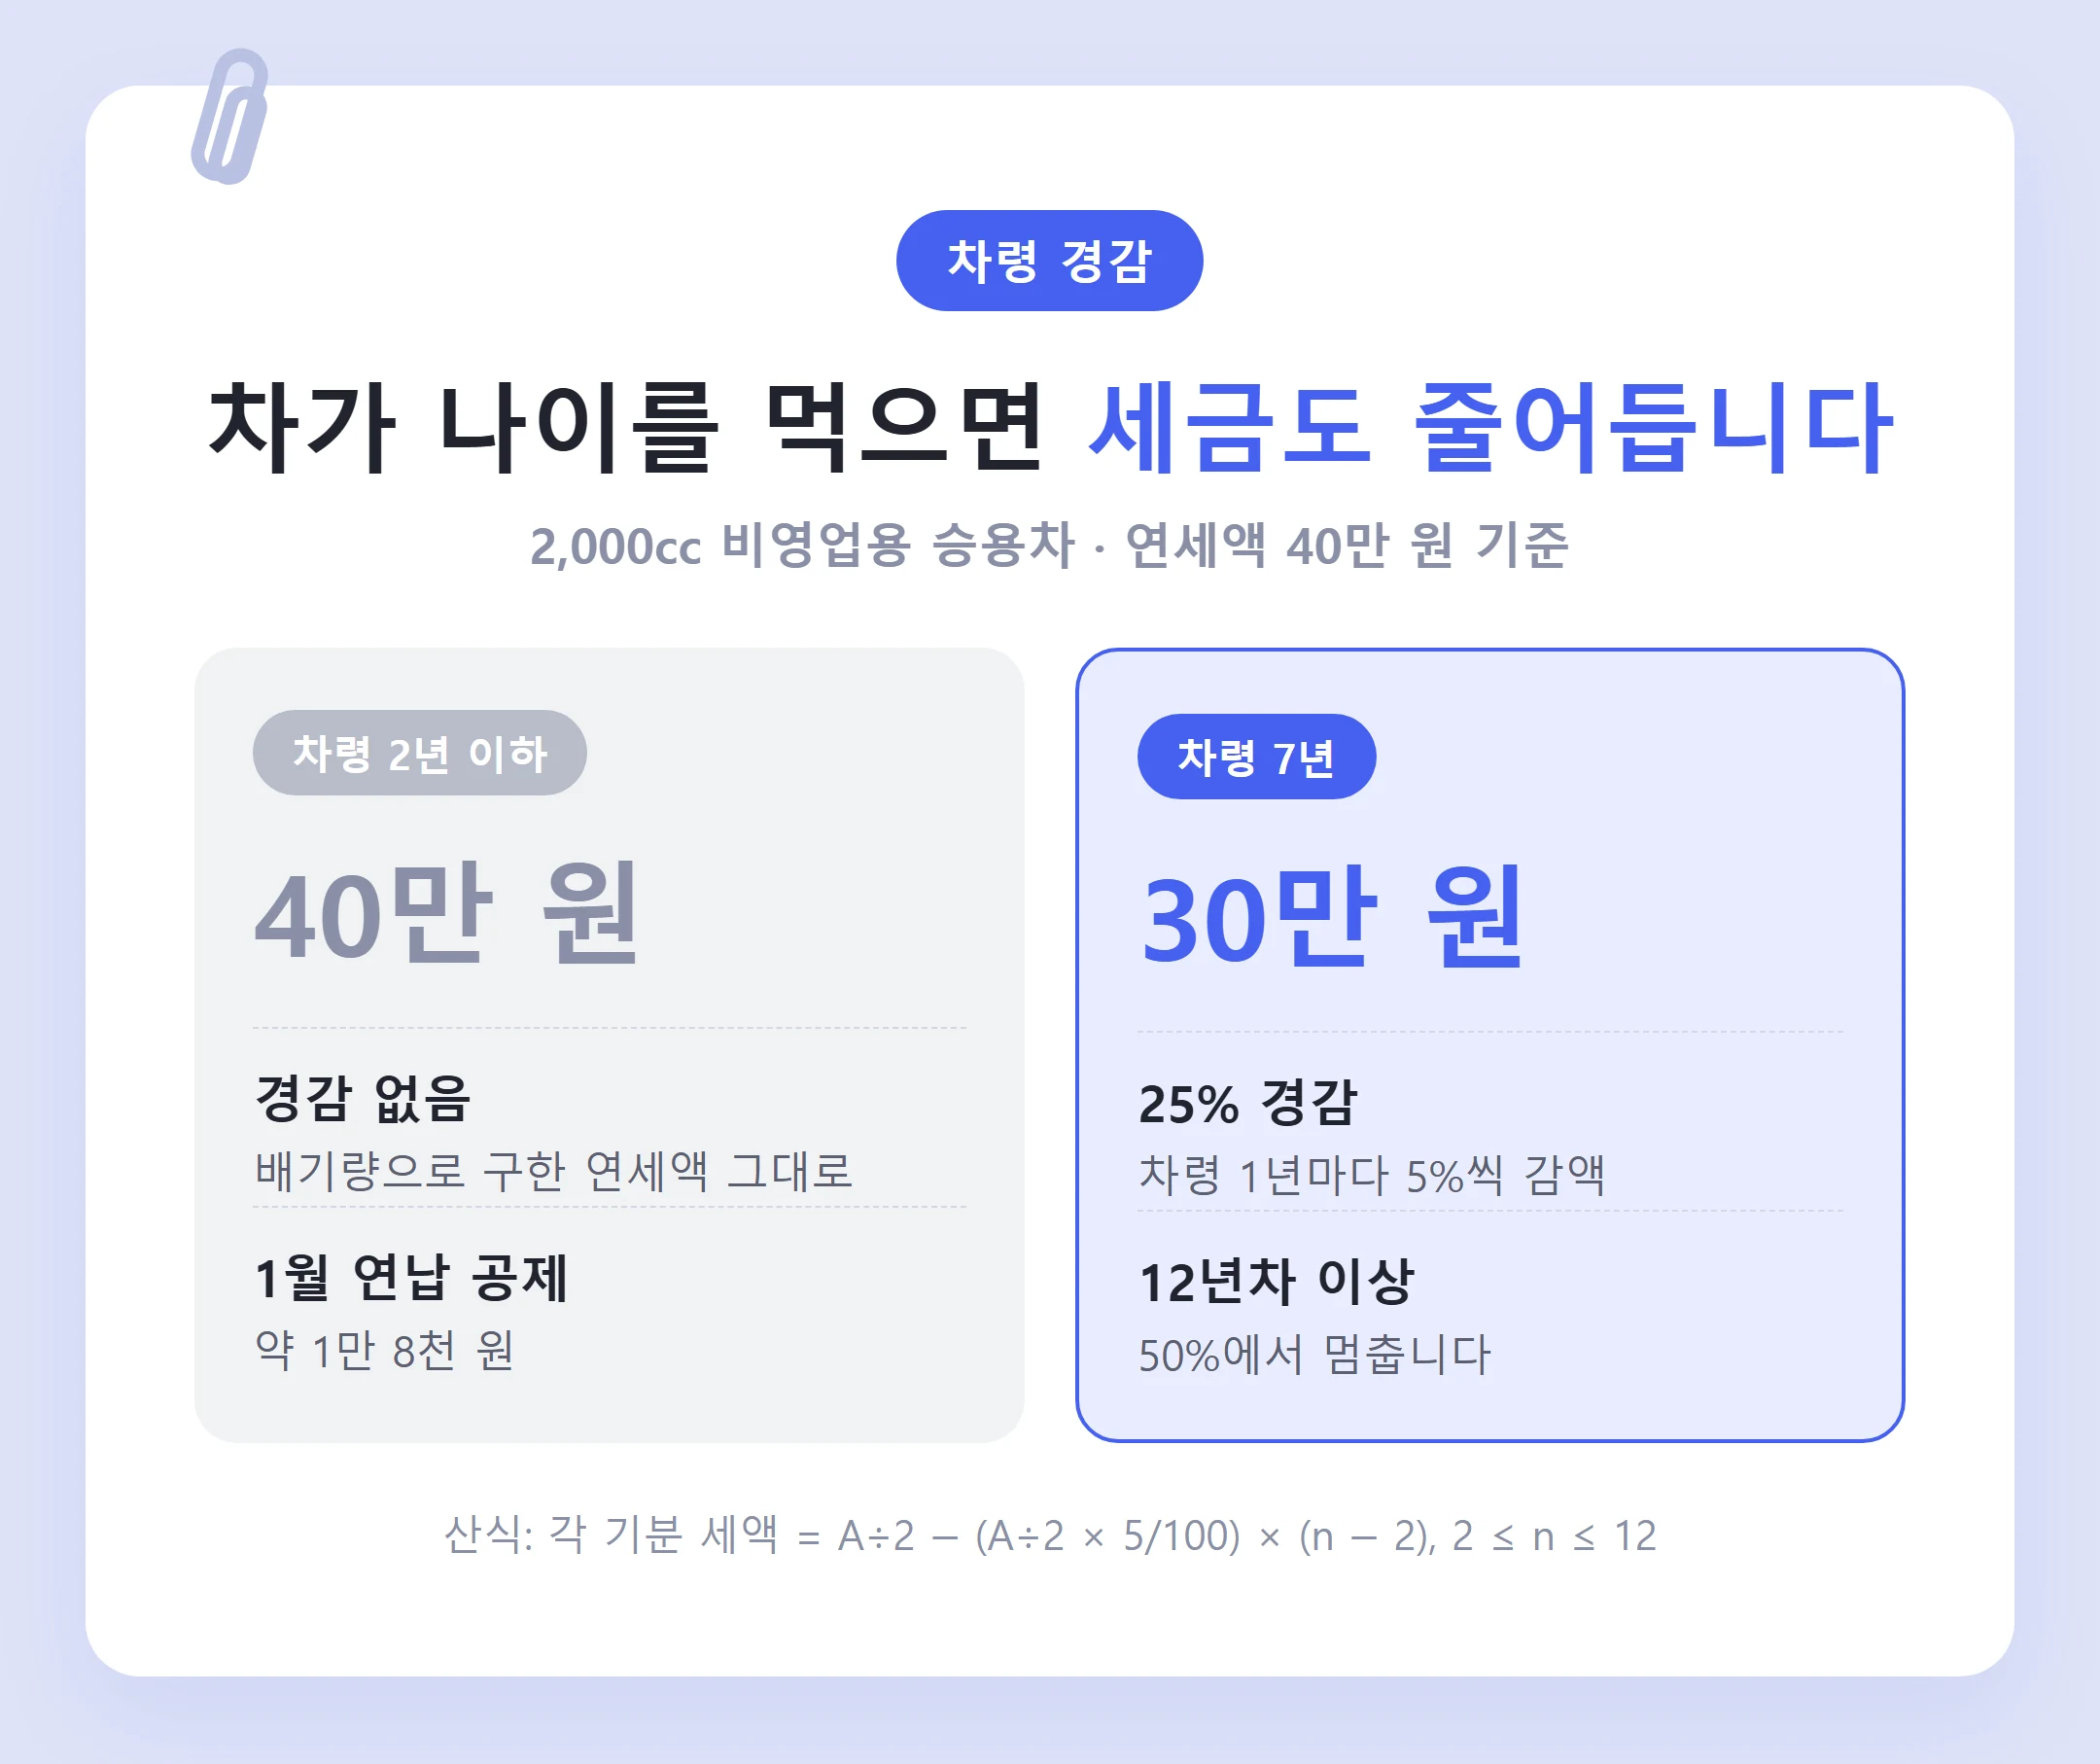 차령 경감
차가 나이를 먹으면 세금도 줄어듭니다
2,000cc 비영업용 승용차 · 연세액 40만 원 기준
차령 2년 이하
40만 원
경감 없음
배기량으로 구한 연세액 그대로
1월 연납 공제
약 1만 8천 원
차령 7년
30만 원
25% 경감
차령 1년마다 5%씩 감액
12년차 이상
50%에서 멈춥니다
산식: 각 기분 세액 = A÷2 − (A÷2 × 5/100) × (n − 2), 2 ≤ n ≤ 12